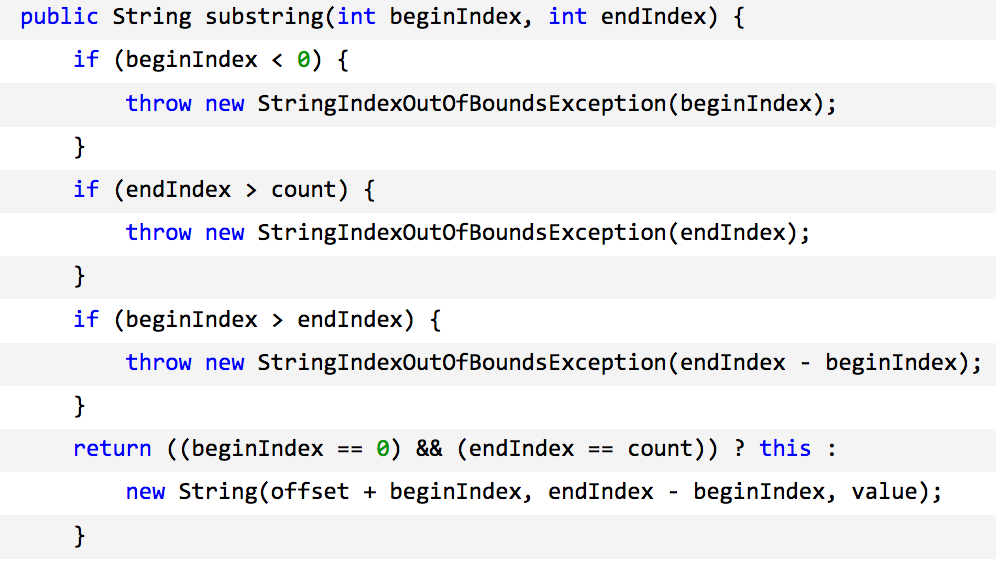 public String substring(int beginIndex, int endIndex) {
    if (beginIndex < 0) {
        throw new StringIndexOutOfBoundsException(beginIndex);
    }
    if (endIndex > count) {
        throw new StringIndexOutOfBoundsException(endIndex);
    }
    if (beginIndex > endIndex) {
        throw new StringIndexOutOfBoundsException(endIndex - beginIndex);
    }
    return ((beginIndex == 0) && (endIndex == count)) ? this :
        new String(offset + beginIndex, endIndex - beginIndex, value);
    }